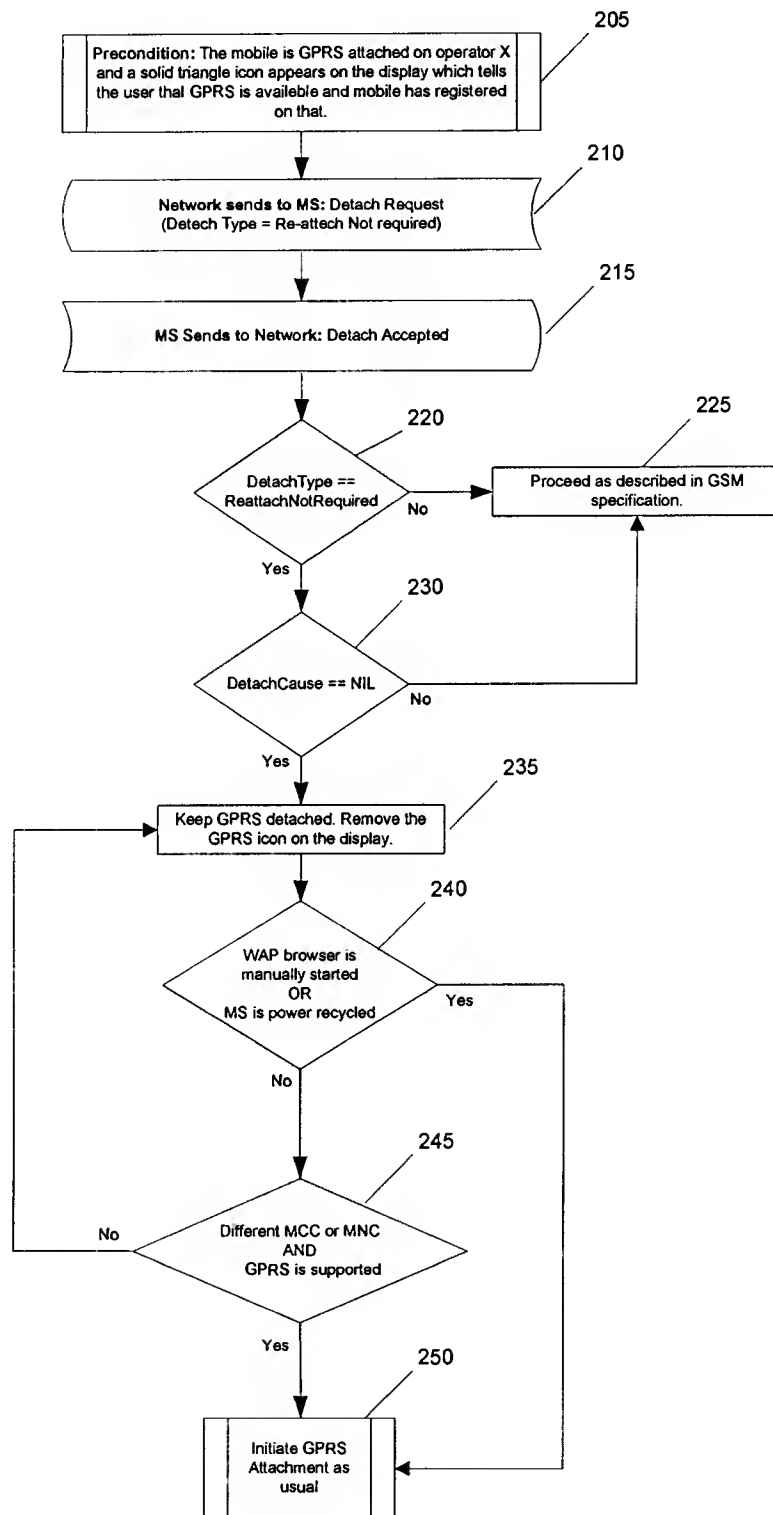 205
Precondition: The mobile is GPRS attached on operator X
and a solid triangle icon appears on the display which tells
the user that GPRS is availeble and mobile has registered
on that.
210
Network sends to MS: Detach Request
(Detech Type = Re-attech Not required)
215
MS Sends to Network: Detach Accepted
220
DetachType ==
ReattachNotRequired
No
Yes
225
Proceed as described in GSM
specification.
230
DetachCause == NIL
No
Yes
235
Keep GPRS detached. Remove the
GPRS icon on the display.
240
WAP browser is
manually started
OR
MS is power recycled
Yes
No
245
No
Different MCC or MNC
AND
GPRS is supported
Yes
250
Initiate GPRS
Attachment as
usual